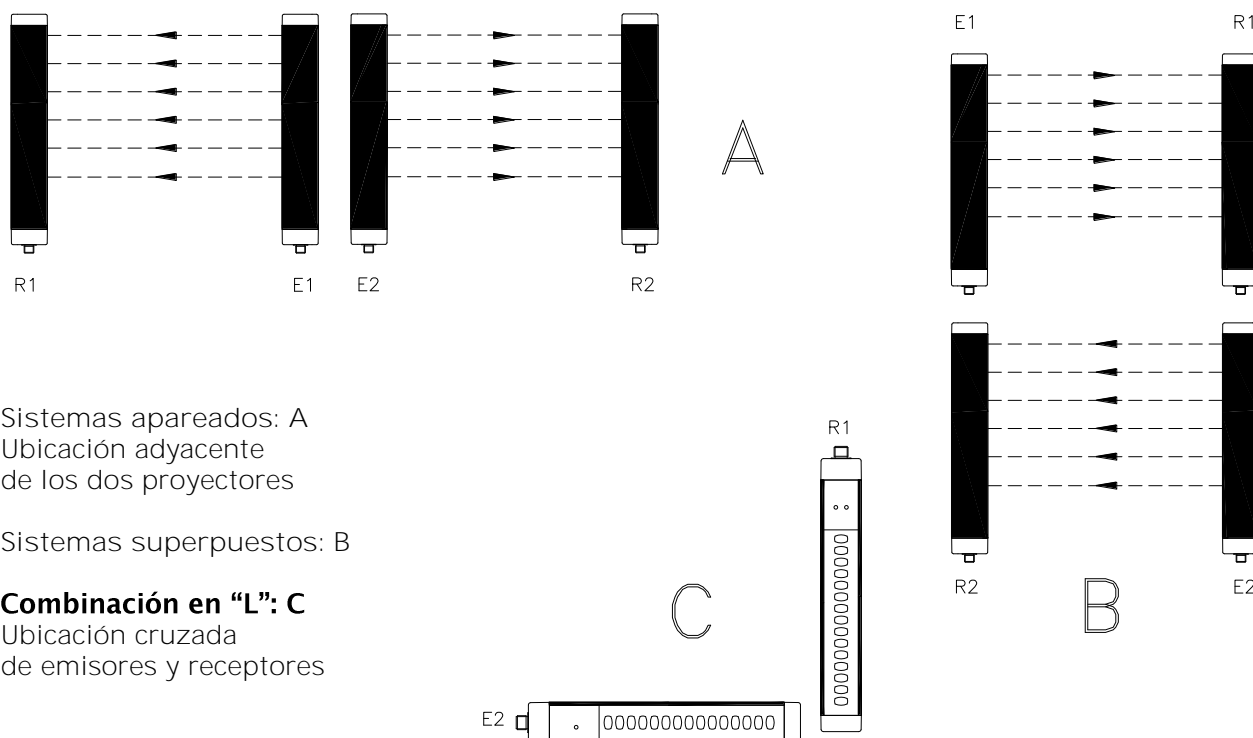 E1 R1
A
R1 E1 E2 R2
Sistemas apareados: A
Ubicación adyacente
de los dos proyectores
Sistemas superpuestos: B
Combinación en “L”: C
Ubicación cruzada
de emisores y receptores
R1
C
E2
R2 E2
B